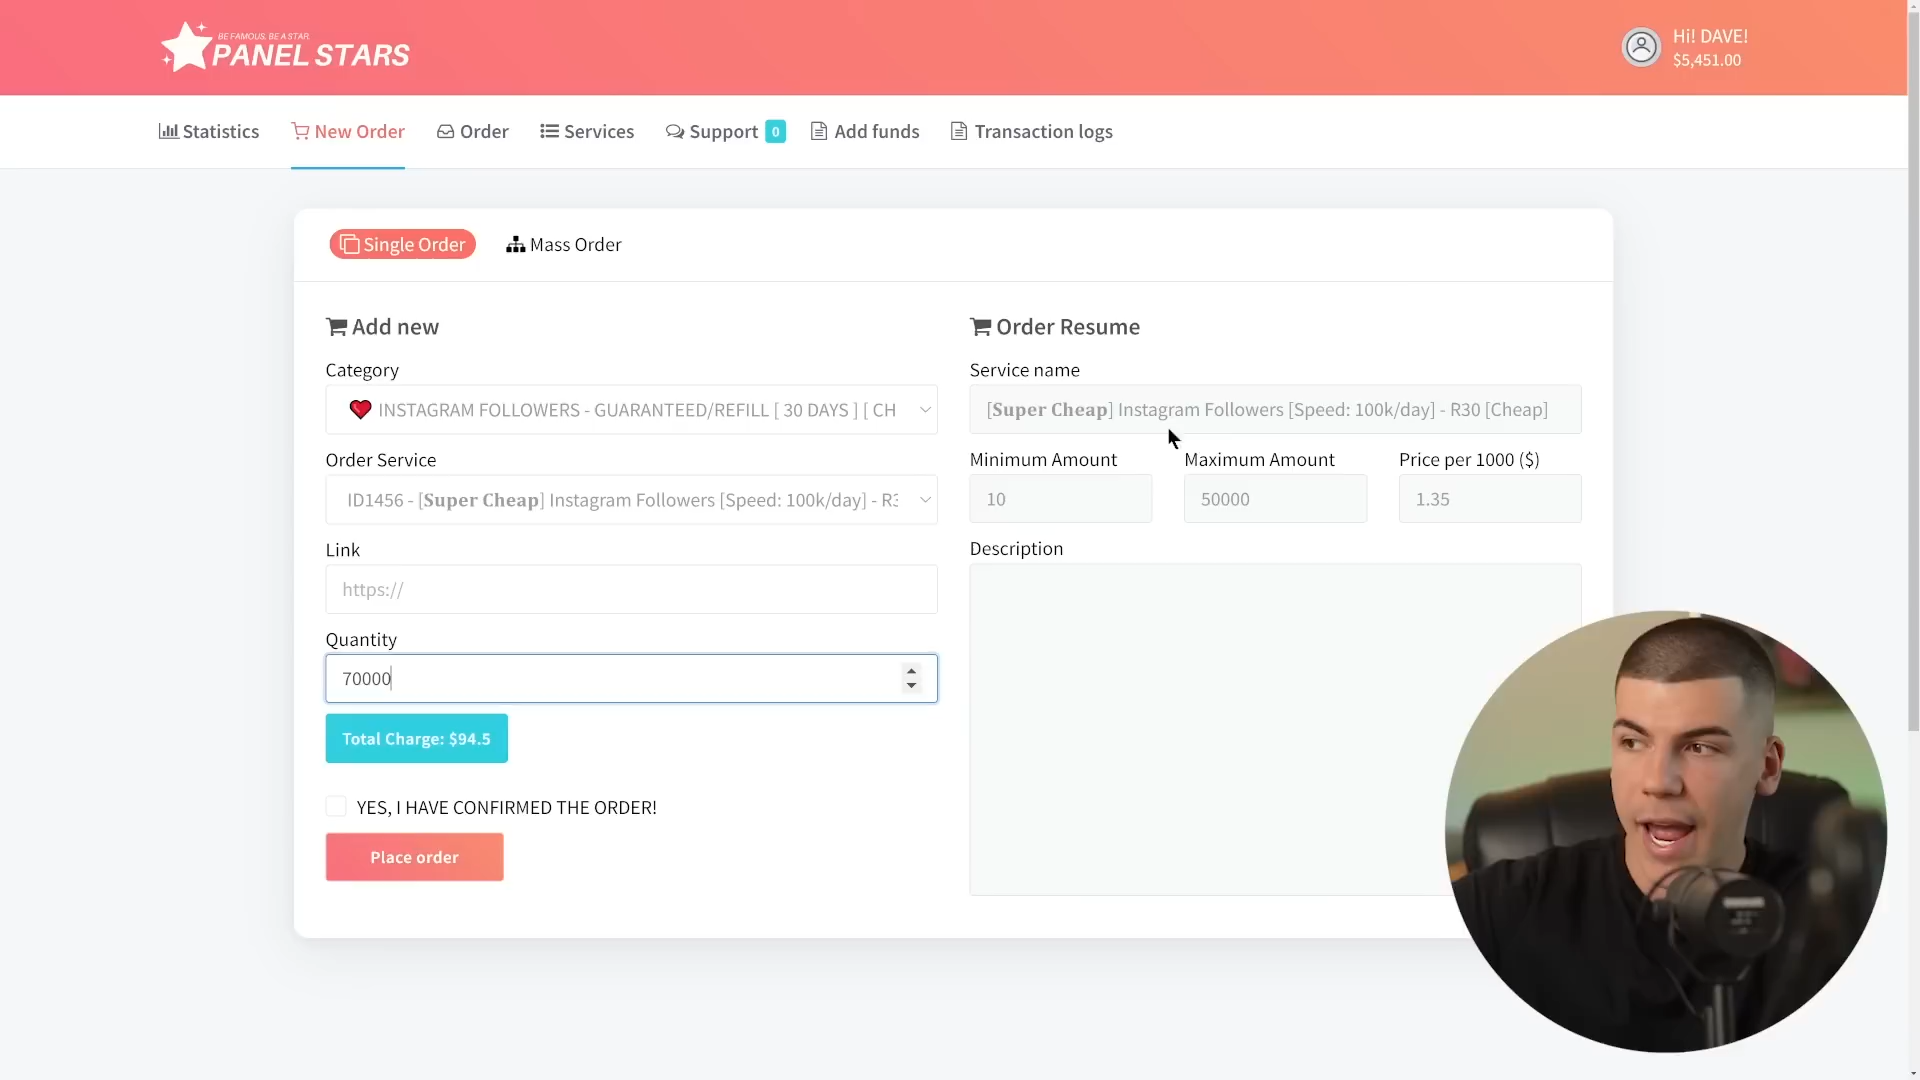 BE FAMOUS, BE A STAR.
PANEL STARS
Hi! DAVE!
$5,451.00
Statistics
New Order
Order
Services
Support 0
Add funds
Transaction logs
Single Order
Mass Order
Add new
Category
INSTAGRAM FOLLOWERS - GUARANTEED/REFILL [ 30 DAYS ] [ CH
Order Service
ID1456 - [Super Cheap] Instagram Followers [Speed: 100k/day] - R3
Link
https://
Quantity
70000
Total Charge: $94.5
YES, I HAVE CONFIRMED THE ORDER!
Place order
Order Resume
Service name
[Super Cheap] Instagram Followers [Speed: 100k/day] - R30 [Cheap]
Minimum Amount
Maximum Amount
Price per 1000 ($)
10
50000
1.35
Description